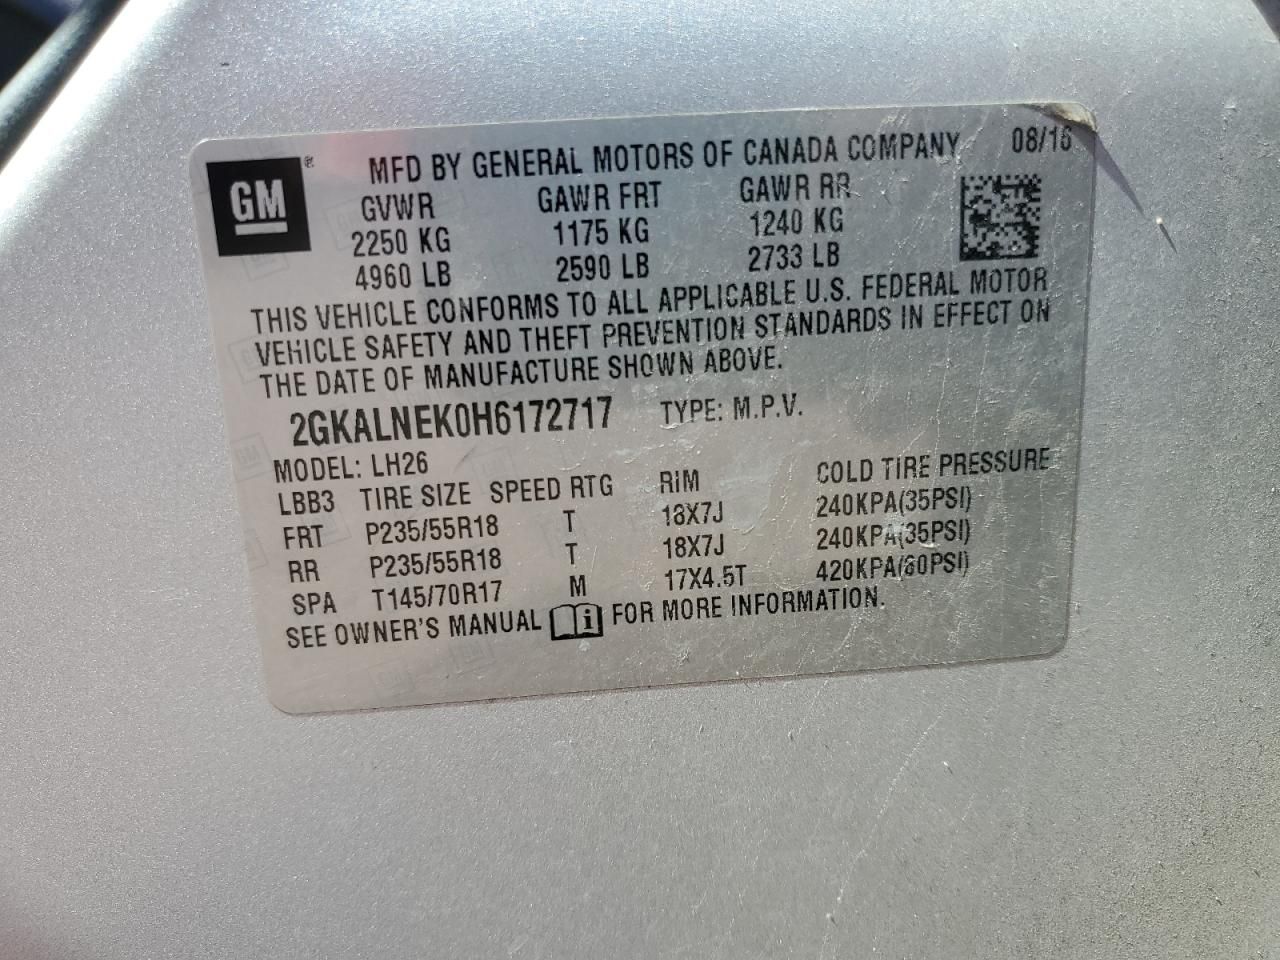 GM ® MFD BY GENERAL MOTORS OF CANADA COMPANY 08/16
GVWR GAWR FRT GAWR RR
2250 KG 1175 KG 1240 KG
4960 LB 2590 LB 2733 LB
THIS VEHICLE CONFORMS TO ALL APPLICABLE U.S. FEDERAL MOTOR
VEHICLE SAFETY AND THEFT PREVENTION STANDARDS IN EFFECT ON
THE DATE OF MANUFACTURE SHOWN ABOVE.
2GKALNEK0H6172717 TYPE: M.P.V.
MODEL: LH26
LBB3 TIRE SIZE SPEED RTG RIM COLD TIRE PRESSURE
FRT P235/55R18 T 18X7J 240KPA(35PSI)
RR P235/55R18 T 18X7J 240KPA(35PSI)
SPA T145/70R17 M 17X4.5T 420KPA(60PSI)
SEE OWNER'S MANUAL i FOR MORE INFORMATION.